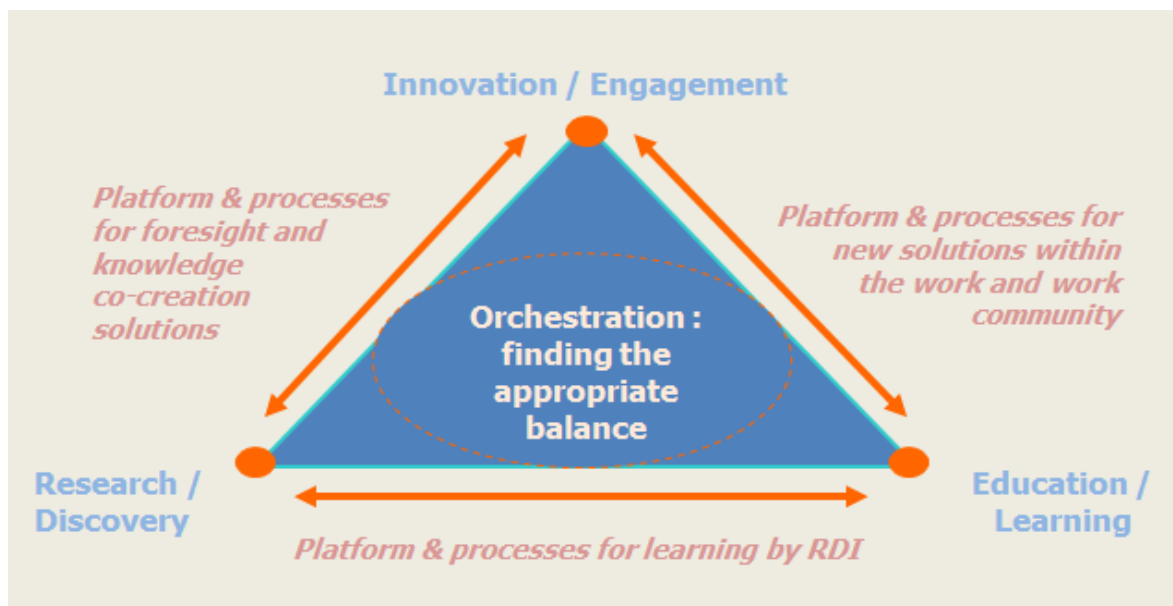 Innovation / Engagement
Platform & processes
for foresight and
knowledge
co-creation
solutions
Platform & processes for
new solutions within
the work and work
community
Orchestration :
finding the
appropriate
balance
Research /
Discovery
Education /
Learning
Platform & processes for learning by RDI